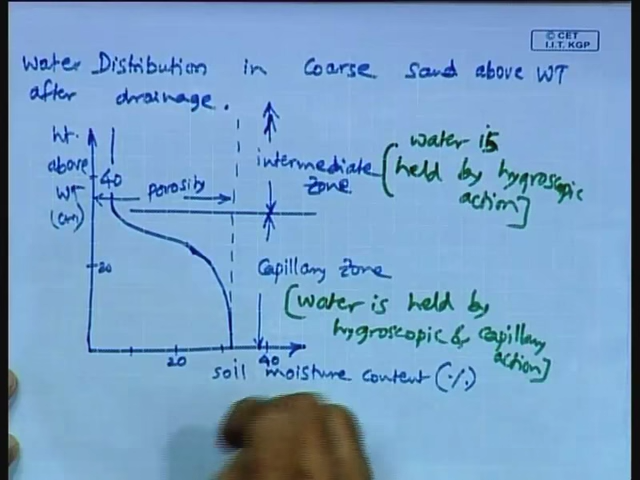 © CET
I.I.T. KGP
Water Distribution in Coarse Sand above WT
after drainage.
ht.
above
WT
(cm)
40
20
porosity
intermediate
zone
[water is
held by hygroscopic
action]
Capillary zone
[water is held by
hygroscopic & capillary
action]
20
40
soil moisture content (%)